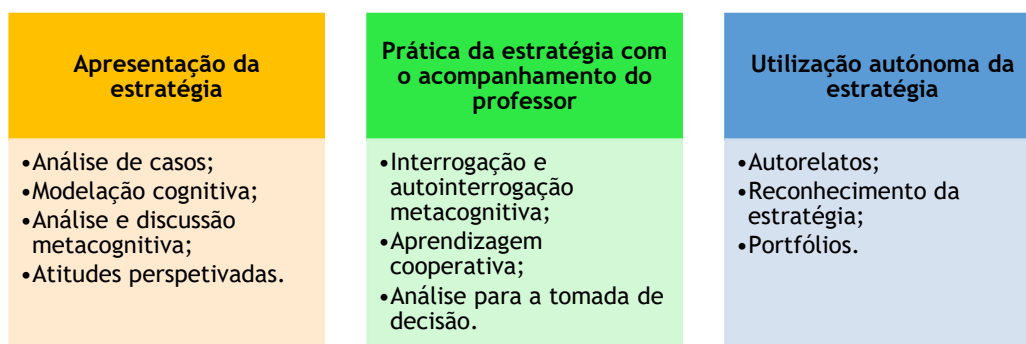 Apresentação da
estratégia
•Análise de casos;
•Modelação cognitiva;
•Análise e discussão
metacognitiva;
•Atitudes perspetivadas.
Prática da estratégia com
o acompanhamento do
professor
•Interrogação e
autointerrogação
metacognitiva;
•Aprendizagem
cooperativa;
•Análise para a tomada de
decisão.
Utilização autónoma da
estratégia
•Autorelatos;
•Reconhecimento da
estratégia;
•Portfólios.